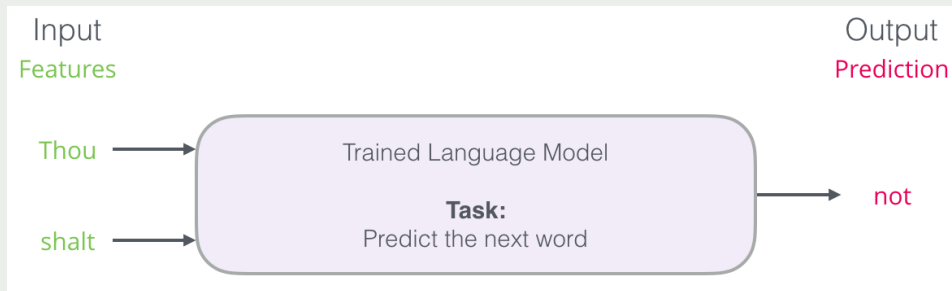 Input
Output
Features
Prediction
Thou
Trained Language Model
not
Task:
shalt
Predict the next word